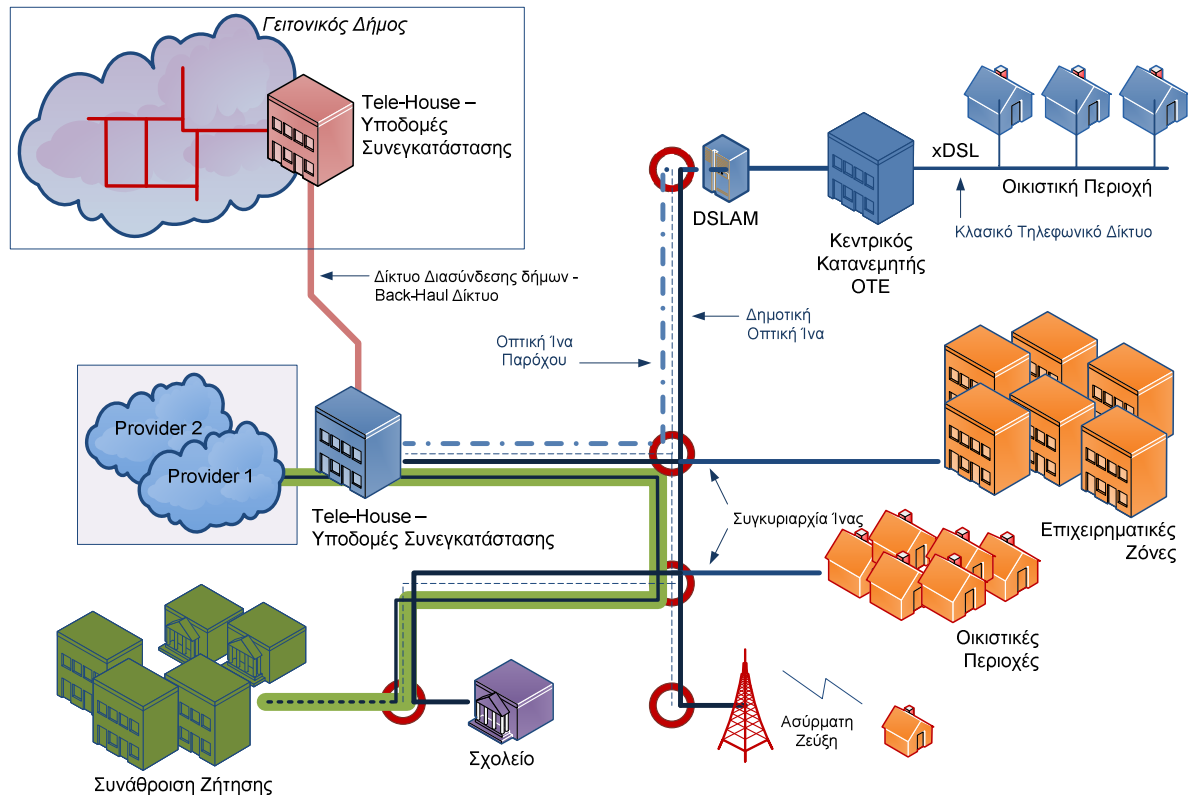 Γειτονικός Δήμος
Tele-House –
Υποδομές
Συνεγκατάστασης
xDSL
Οικιστική Περιοχή
DSLAM
Κλασικό Τηλεφωνικό Δίκτυο
Κεντρικός
Κατανεμητής
ΟΤΕ
Δίκτυο Διασύνδεσης δήμων -
Back-Haul Δίκτυο
Δημοτική
Οπτική Ίνα
Οπτική Ίνα
Παρόχου
Provider 2
Provider 1
Tele–House –
Υποδομές Συνεγκατάστασης
Συγκυριαρχία Ίνας
Επιχειρηματικές
Ζόνες
Οικιστικές
Περιοχές
Ασύρματη
Ζεύξη
Σχολείο
Συνάθροιση Ζήτησης